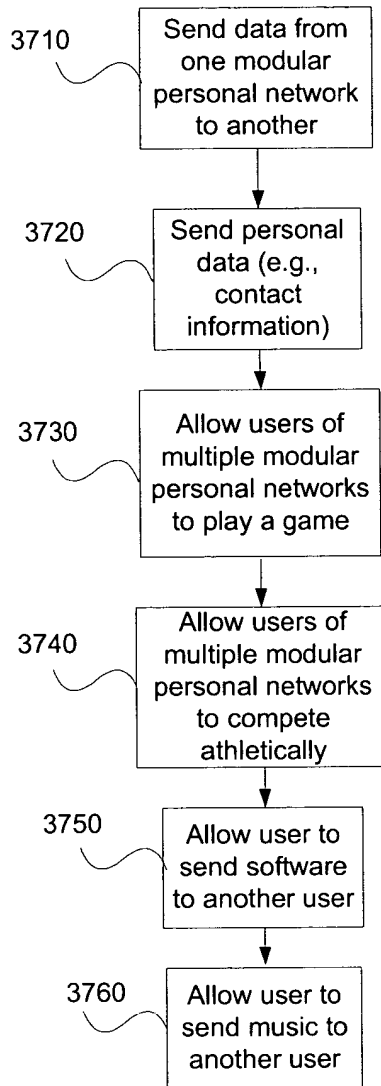 3710
Send data from
one modular
personal network
to another
3720
Send personal
data (e.g.,
contact
information)
3730
Allow users of
multiple modular
personal networks
to play a game
3740
Allow users of
multiple modular
personal networks
to compete
athletically
3750
Allow user to
send software
to another user
3760
Allow user to
send music to
another user